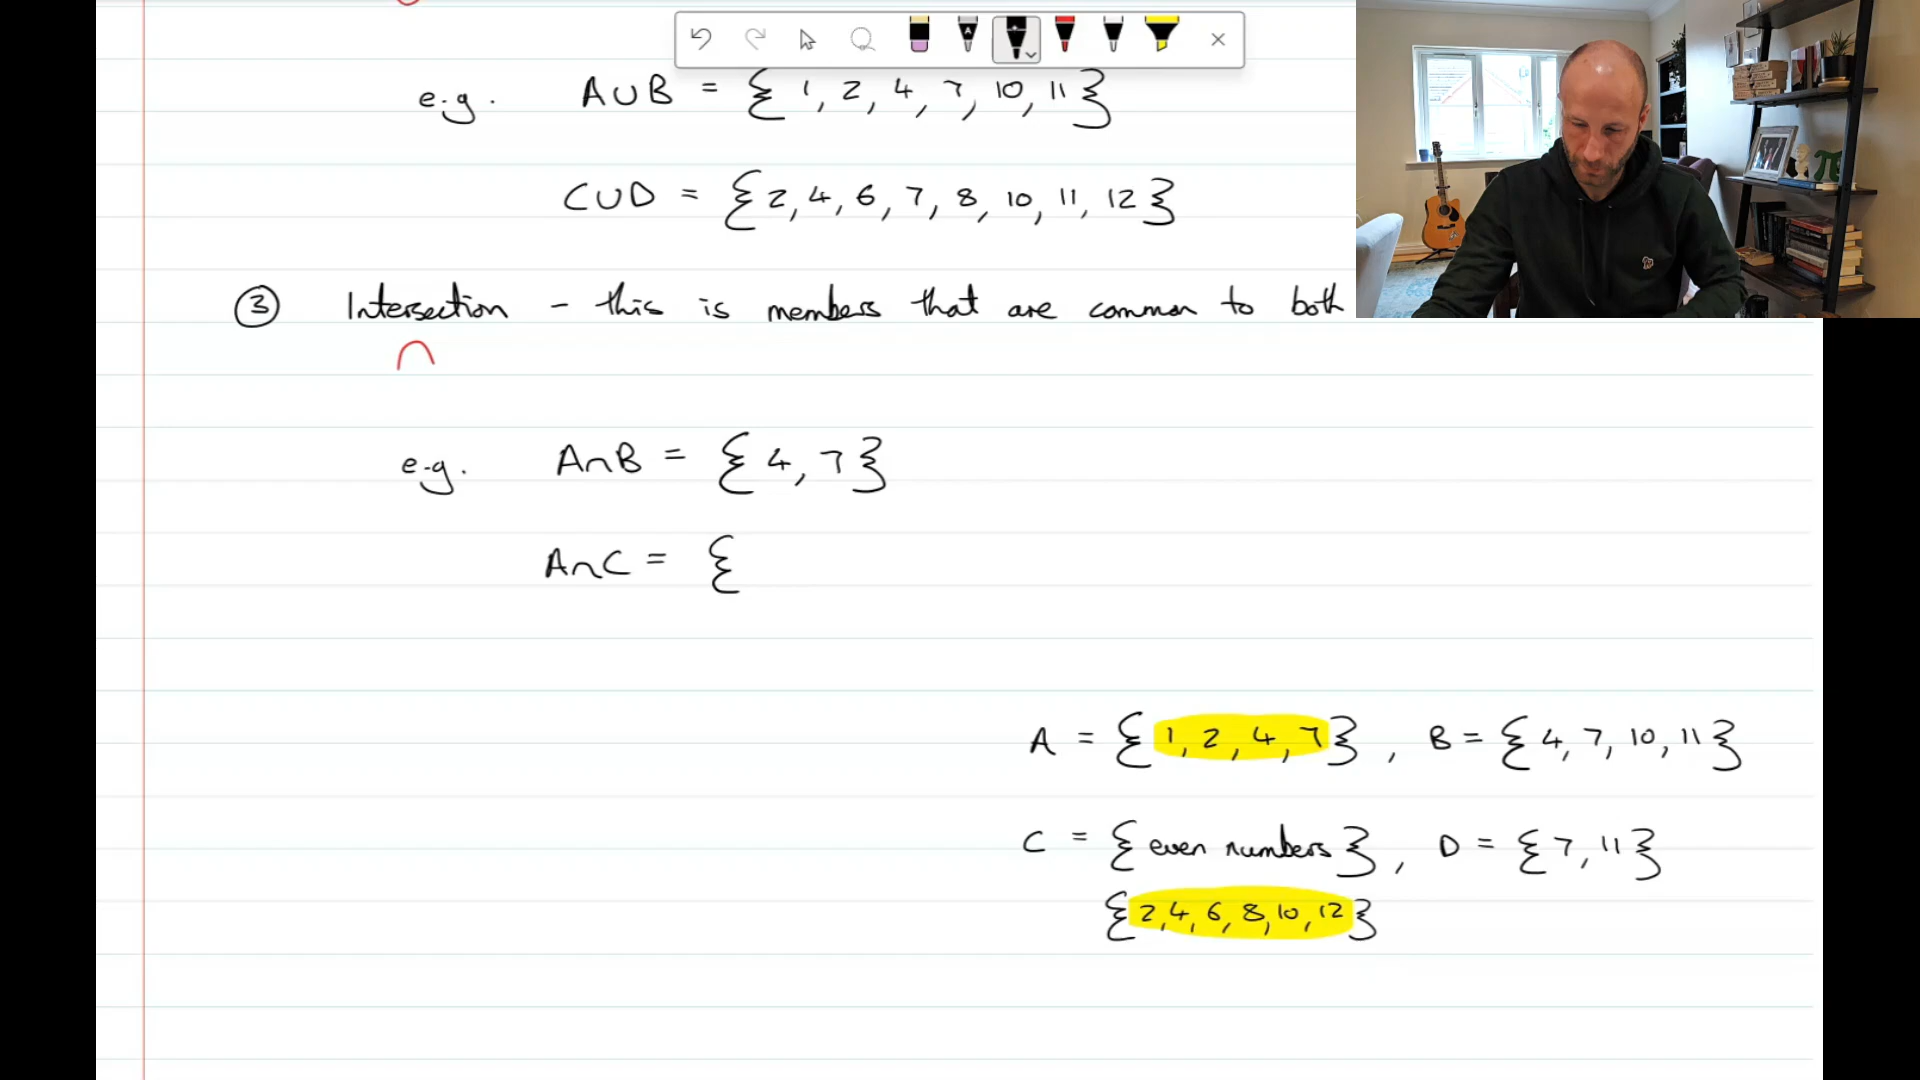 e.g. A∪B = { 1, 2, 4, 7, 10, 11 }
C∪D = { 2, 4, 6, 7, 8, 10, 11, 12 }
③ Intersection - this is members that are common to both
∩
e.g. A∩B = { 4, 7 }
A∩C = {
A = { 1, 2, 4, 7 } , B = { 4, 7, 10, 11 }
C = { even numbers } , D = { 7, 11 }
{ 2, 4, 6, 8, 10, 12 }